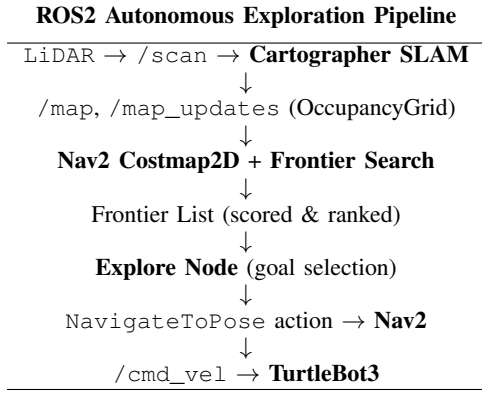 ROS2 Autonomous Exploration Pipeline
LiDAR → /scan → Cartographer SLAM
↓
/map, /map_updates (OccupancyGrid)
↓
Nav2 Costmap2D + Frontier Search
↓
Frontier List (scored & ranked)
↓
Explore Node (goal selection)
↓
NavigateToPose action → Nav2
↓
/cmd_vel → TurtleBot3